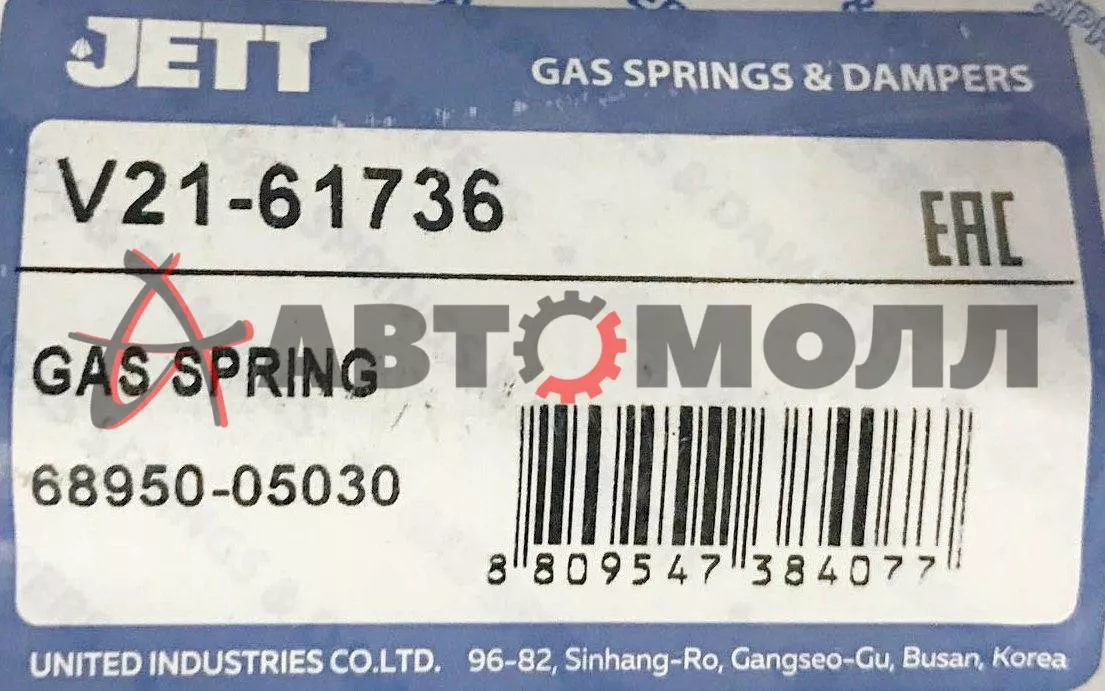 JETT
GAS SPRINGS & DAMPERS
V21-61736
EAC
АВТОМОЛЛ
GAS SPRING
68950-05030
8 809547 384077
UNITED INDUSTRIES CO.LTD. 96-82, Sinhang-Ro, Gangseo-Gu, Busan, Korea